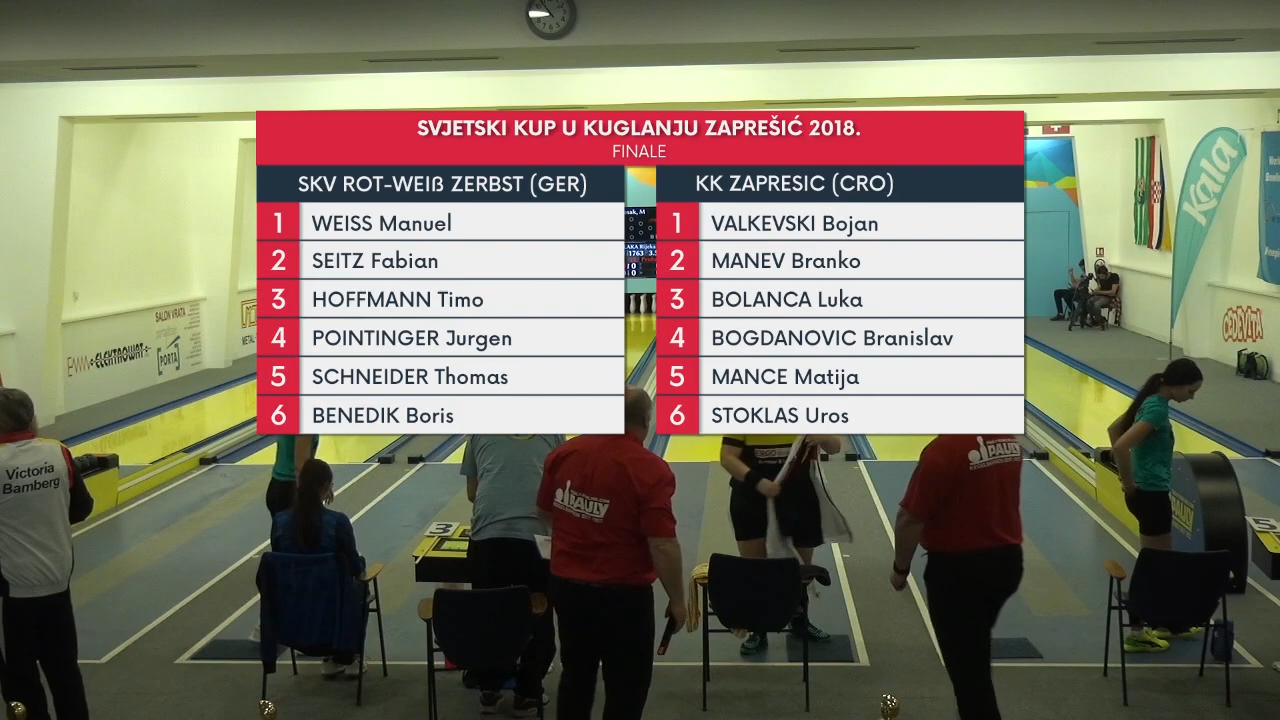 SVJETSKI KUP U KUGLANJU ZAPREŠIĆ 2018.
FINALE
SKV ROT-WEIß ZERBST (GER)
1 WEISS Manuel
2 SEITZ Fabian
3 HOFFMANN Timo
4 POINTINGER Jurgen
5 SCHNEIDER Thomas
6 BENEDIK Boris
KK ZAPRESIC (CRO)
1 VALKEVSKI Bojan
2 MANEV Branko
3 BOLANCA Luka
4 BOGDANOVIC Branislav
5 MANCE Matija
6 STOKLAS Uros
Kala
SALON VRATA
ELEKTROWAT
PORTA
CEDEVITA
Victoria
Bamberg
3
PAULY
PAULY
PAULY
5